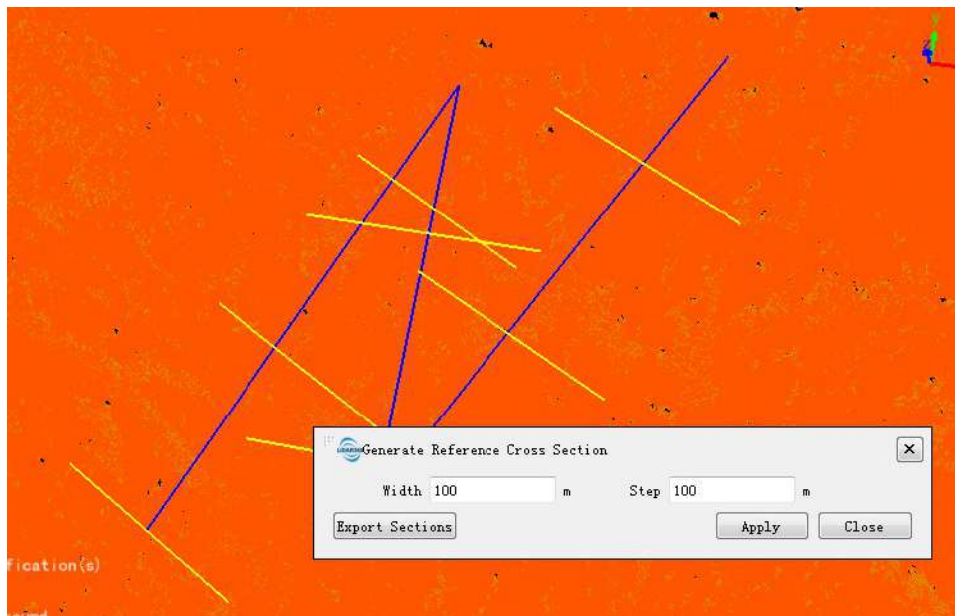 Generate Reference Cross Section
Width 100 m Step 100 m
Export Sections Apply Close
fication(s)